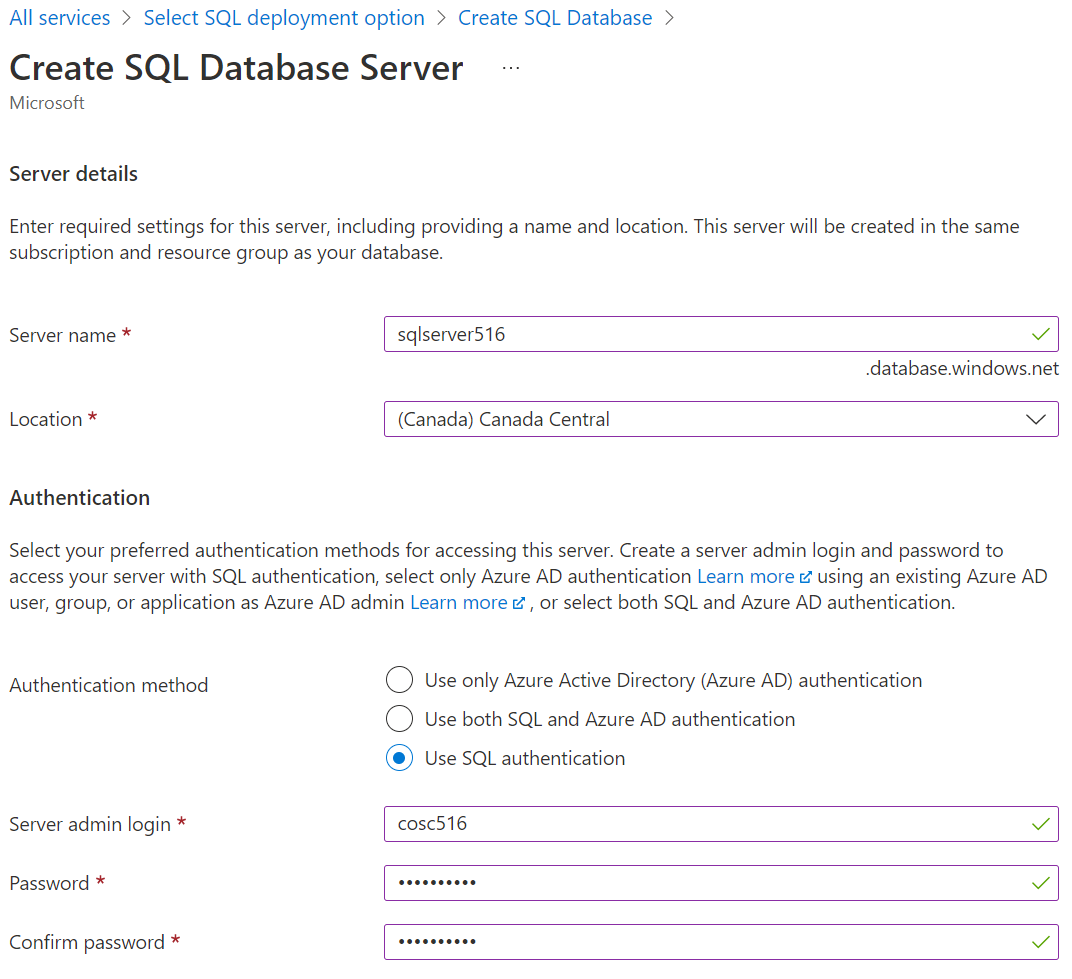 All services > Select SQL deployment option > Create SQL Database >
Create SQL Database Server ...
Microsoft
Server details
Enter required settings for this server, including providing a name and location. This server will be created in the same
subscription and resource group as your database.
Server name *
sqlserver516
.database.windows.net
Location *
(Canada) Canada Central
Authentication
Select your preferred authentication methods for accessing this server. Create a server admin login and password to
access your server with SQL authentication, select only Azure AD authentication Learn more using an existing Azure AD
user, group, or application as Azure AD admin Learn more , or select both SQL and Azure AD authentication.
Authentication method
Use only Azure Active Directory (Azure AD) authentication
Use both SQL and Azure AD authentication
Use SQL authentication
Server admin login *
cosc516
Password *
••••••••••
Confirm password *
••••••••••